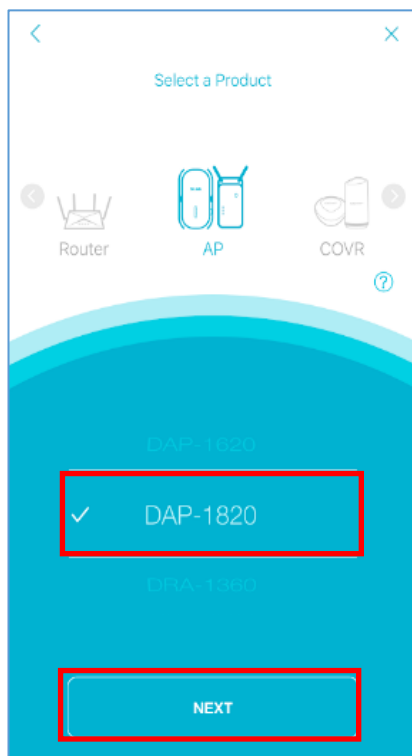 Select a Product
Router
AP
COVR
?
DAP-1620
DAP-1820
DRA-1360
NEXT